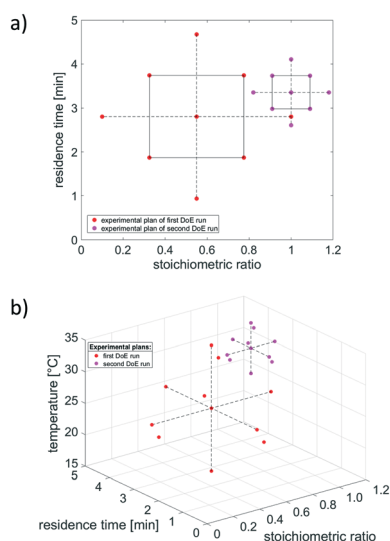 a)
5
4
3
2
1
0
residence time [min]
experimental plan of first DoE run
experimental plan of second DoE run
0 0.2 0.4 0.6 0.8 1 1.2
stoichiometric ratio
b)
35
30
25
20
15
temperature [°C]
Experimental plans:
first DoE run
second DoE run
5 4 3 2 1 0
residence time [min]
0 0.2 0.4 0.6 0.8 1.0 1.2
stoichiometric ratio